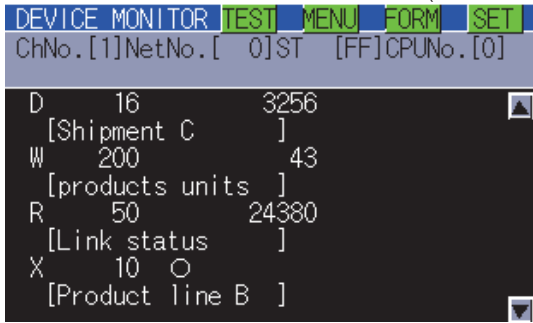 DEVICE MONITOR TEST MENU FORM SET
ChNo.[1]NetNo.[ 0]ST [FF]CPUNo.[0]
D 16 3256
[Shipment C ]
W 200 43
[products units ]
R 50 24380
[Link status ]
X 10 ○
[Product line B ]